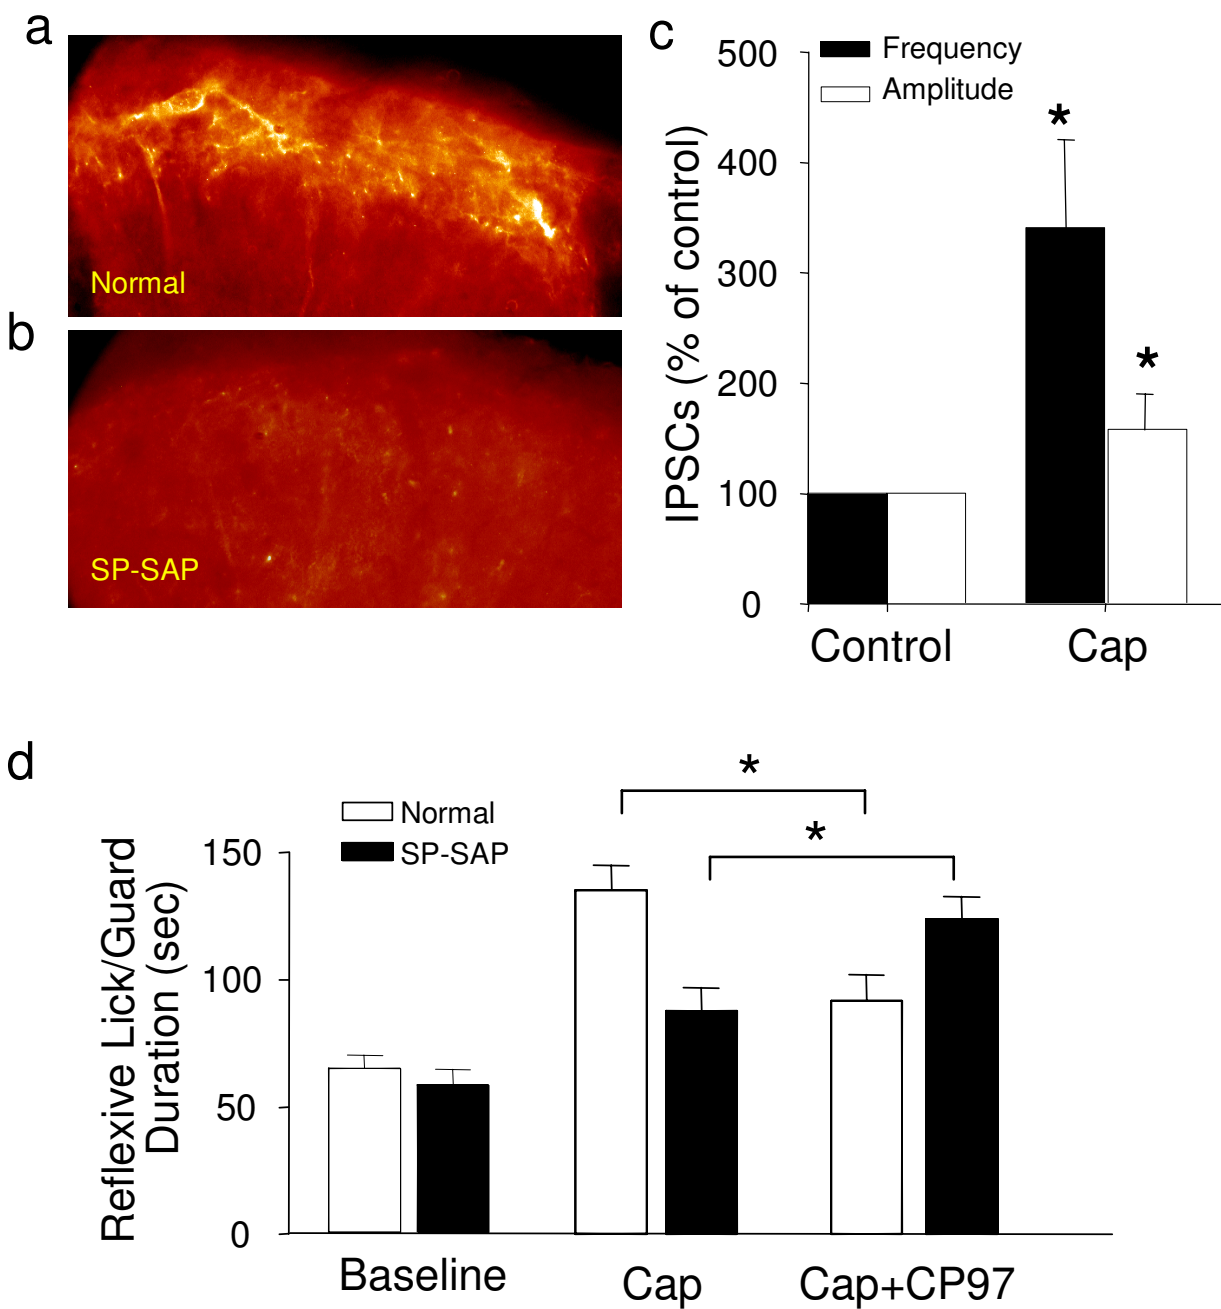 a
Normal
b
SP-SAP
c
Frequency
Amplitude
IPSCs (% of control)
500
400
300
200
100
0
*
*
Control
Cap
d
*
*
Normal
SP-SAP
Reflexive Lick/Guard
Duration (sec)
150
100
50
0
Baseline
Cap
Cap+CP97